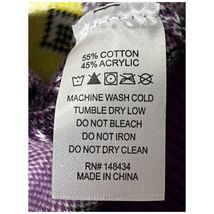 55% COTTON
45% ACRYLIC
MACHINE WASH COLD
TUMBLE DRY LOW
DO NOT BLEACH
DO NOT IRON
DO NOT DRY CLEAN
RN# 148434
MADE IN CHINA